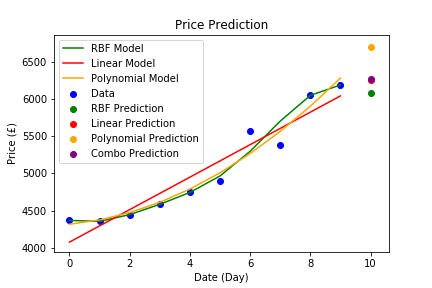 Price Prediction
RBF Model
Linear Model
Polynomial Model
Data
RBF Prediction
Linear Prediction
Polynomial Prediction
Combo Prediction
6500
6000
5500
5000
4500
4000
Price (£)
0 2 4 6 8 10
Date (Day)